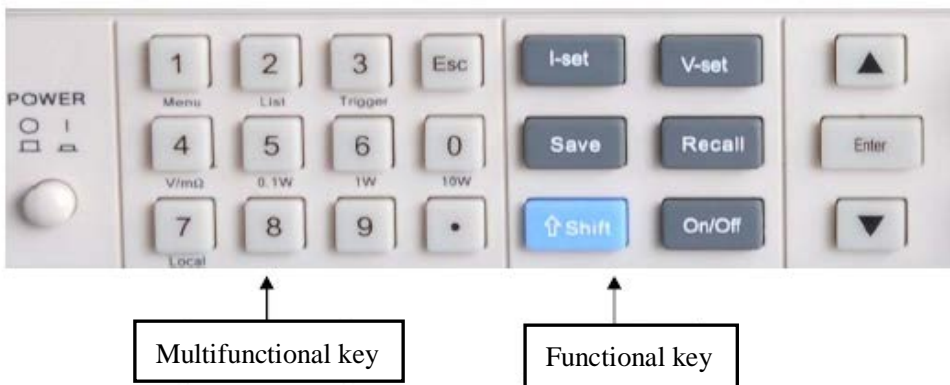 1 2 3 Esc I-set V-set ▲
Menu List Trigger
POWER
O I
4 5 6 0 Save Recall Enter
V/mΩ 0.1W 1W 10W
7 8 9 • ⇧ Shift On/Off ▼
Local
Multifunctional key Functional key